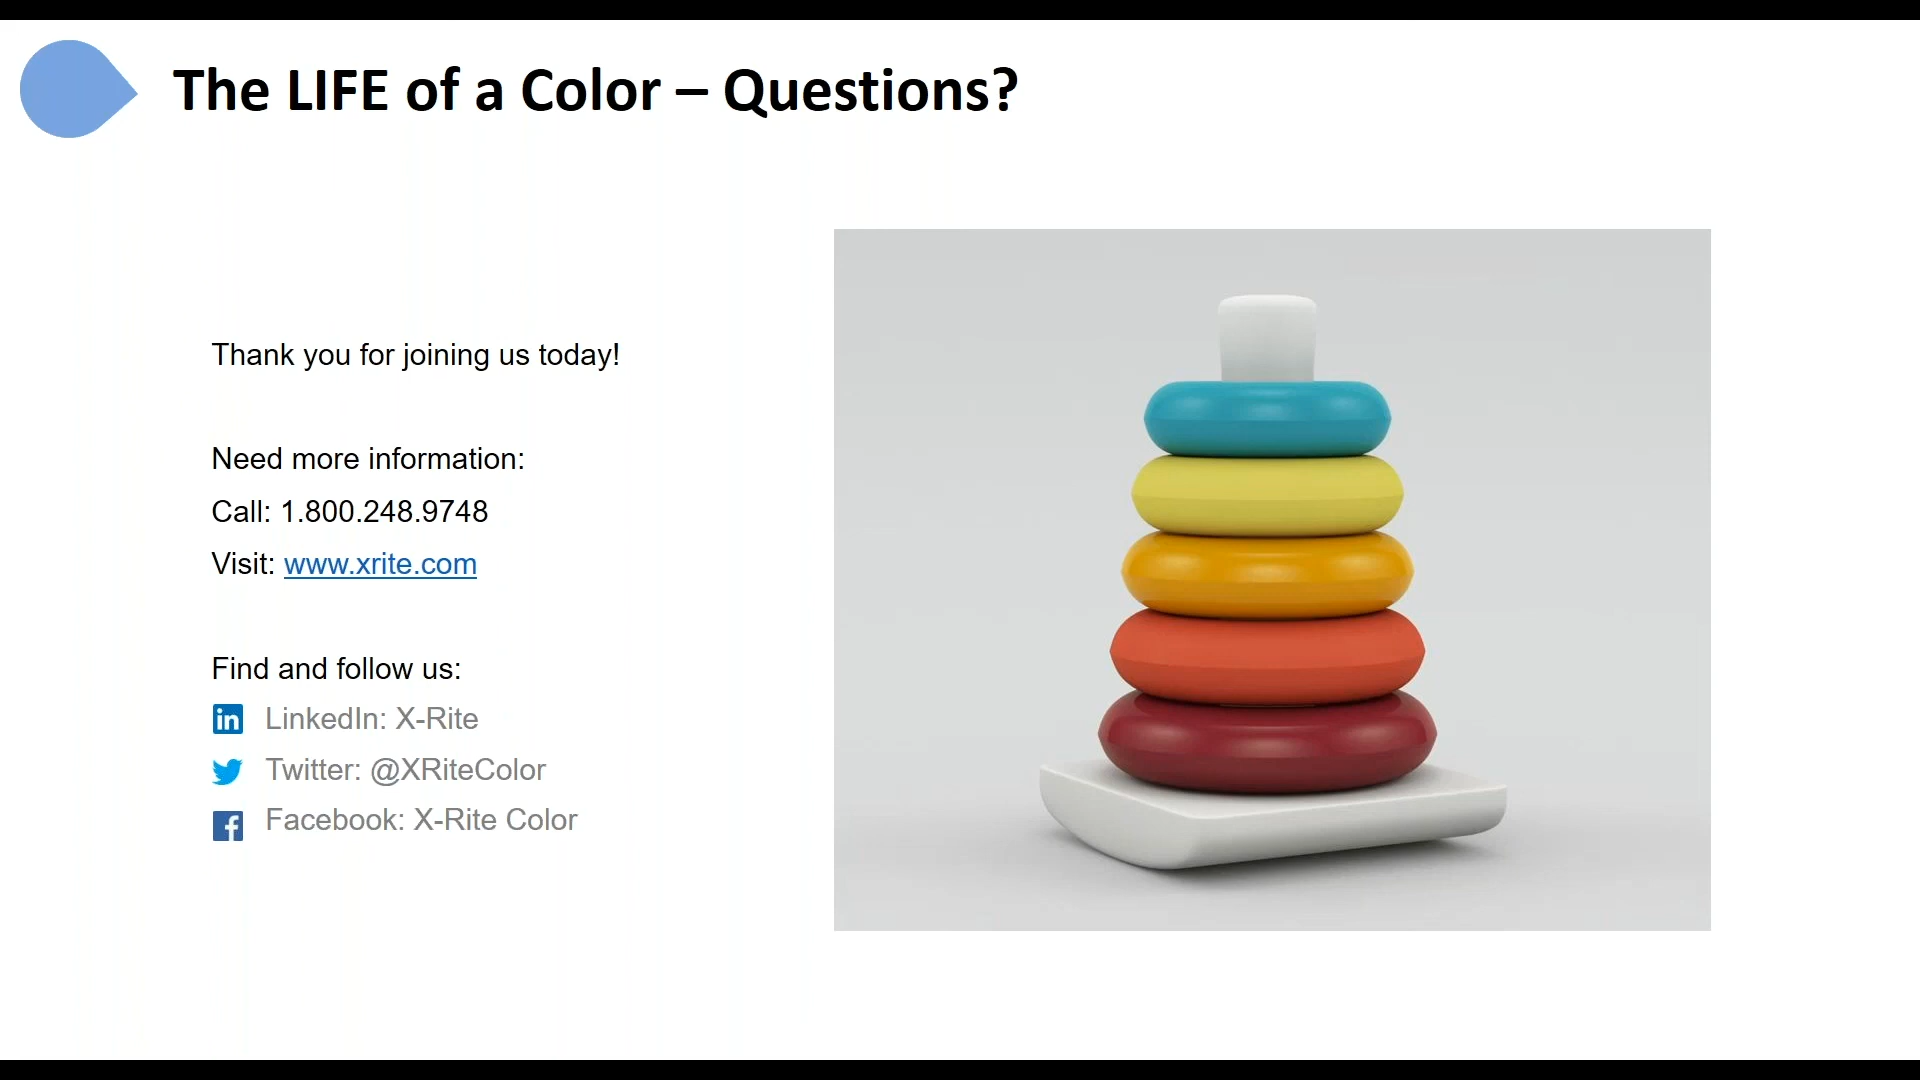 The LIFE of a Color – Questions?
Thank you for joining us today!
Need more information:
Call: 1.800.248.9748
Visit: www.xrite.com
Find and follow us:
in LinkedIn: X-Rite
Twitter: @XRiteColor
f Facebook: X-Rite Color